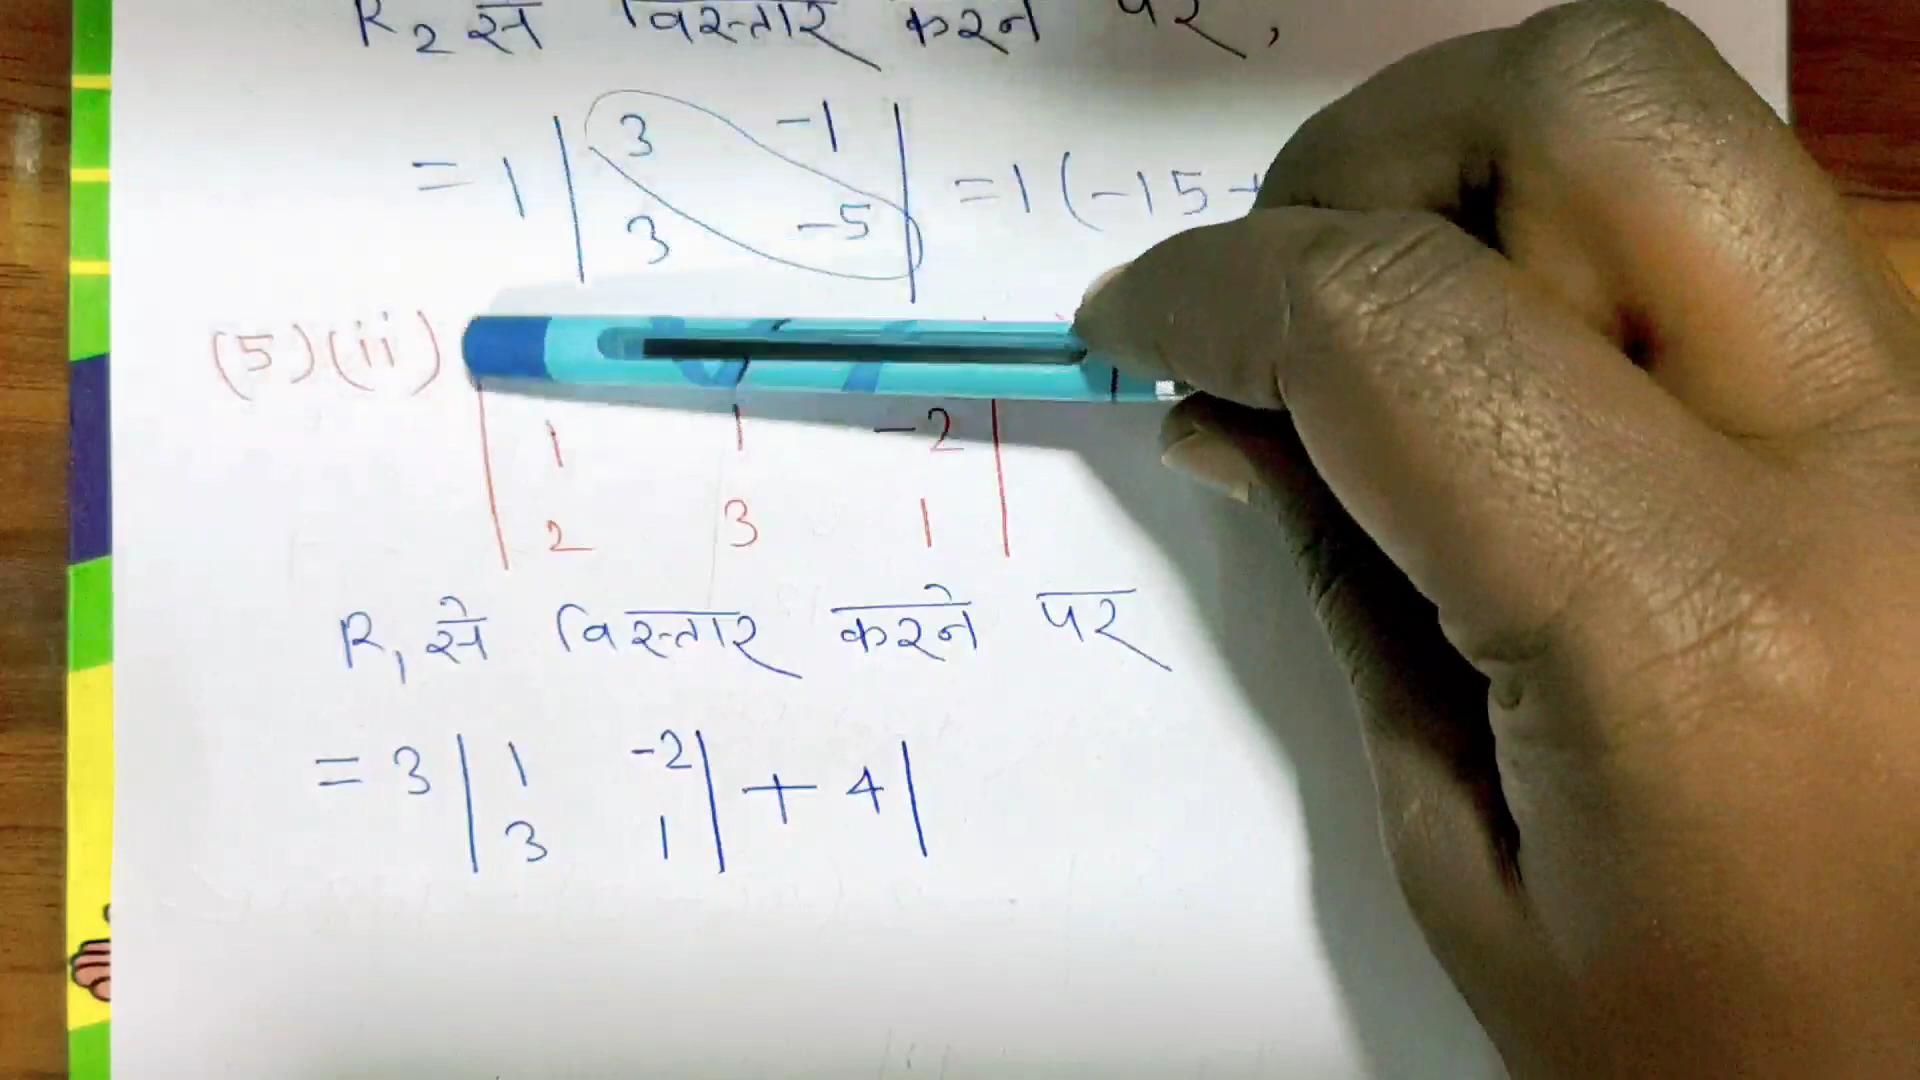 R2 से विस्तार करने पर,
= 1 | 3 -1 | = 1 (-15 +
3 -5
(5) (ii)
| 1 1 -2 |
| 2 3 1 |
R1 से विस्तार करने पर
= 3 | 1 -2 | + 4 |
3 1